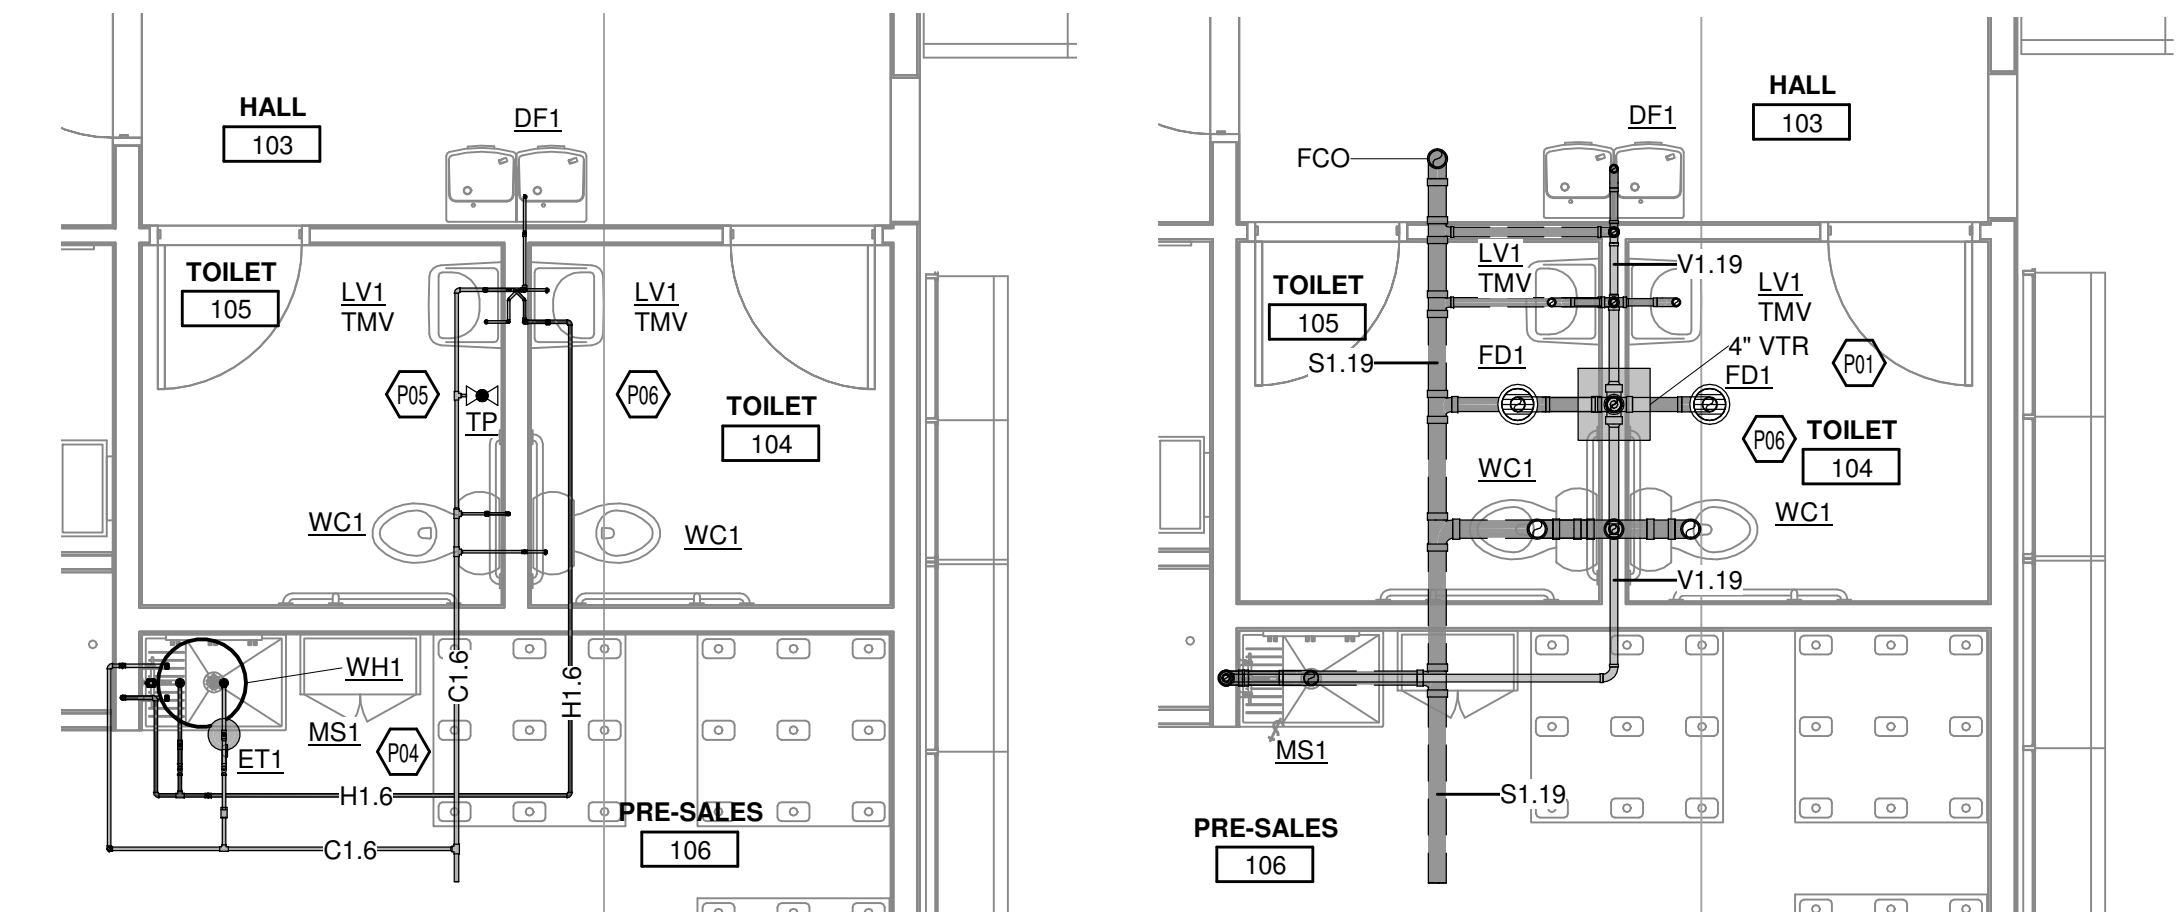 HALL
103
DF1
TOILET
105
LV1
TMV
LV1
TMV
P05
P06
TP
TOILET
104
WC1
WC1
WH1
C1.6
H1.6
MS1
P04
ET1
H1.6
PRE-SALES
106
C1.6
HALL
103
DF1
FCO
LV1
TMV
V1.19
TOILET
105
LV1
TMV
S1.19
FD1
4" VTR
P01
FD1
P06
TOILET
104
WC1
WC1
V1.19
MS1
S1.19
PRE-SALES
106